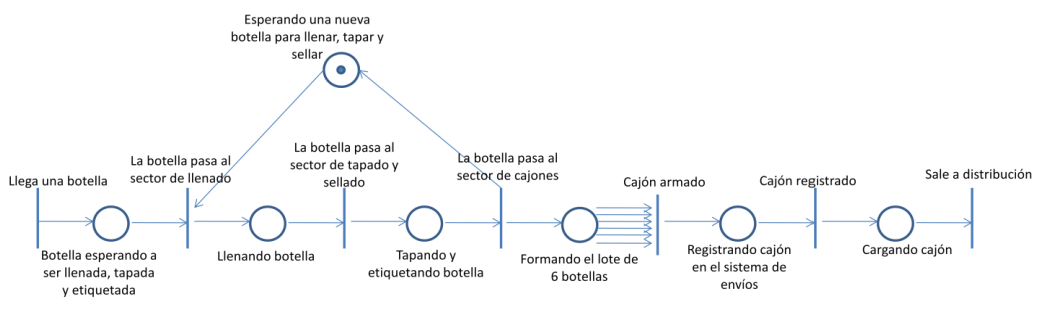 Esperando una nueva
botella para llenar, tapar y
sellar
Llega una botella
La botella pasa al
sector de llenado
La botella pasa al
sector de tapado y
sellado
La botella pasa al
sector de cajones
Cajón armado
Cajón registrado
Sale a distribución
Botella esperando a
ser llenada, tapada
y etiquetada
Llenando botella
Tapando y
etiquetando botella
Formando el lote de
6 botellas
Registrando cajón
en el sistema de
envíos
Cargando cajón